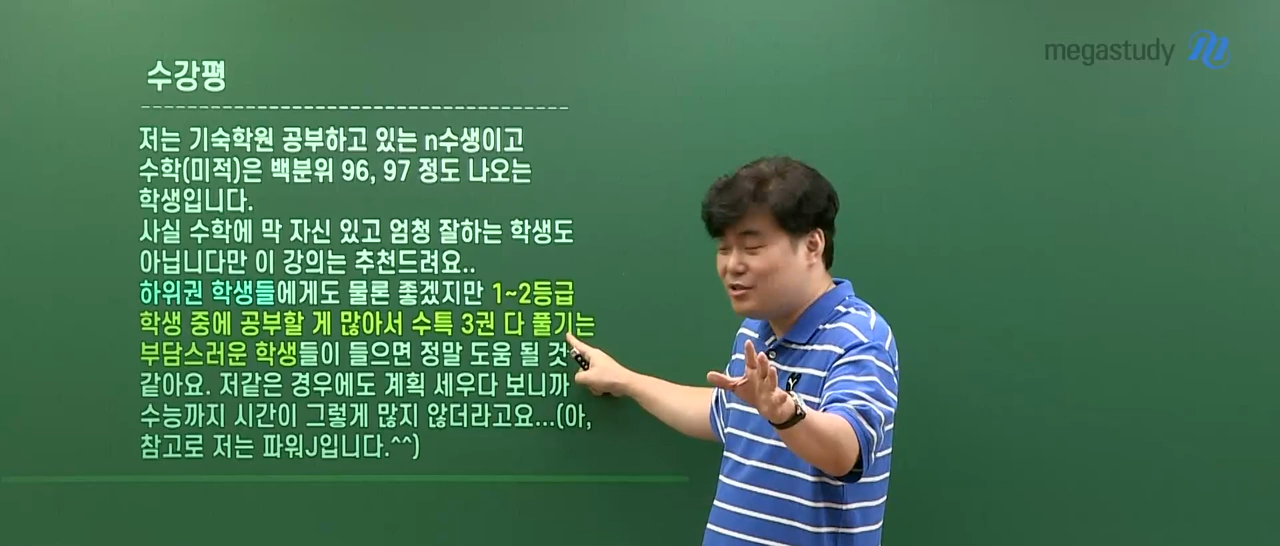 megastudy
수강평
저는 기숙학원 공부하고 있는 n수생이고
수학(미적)은 백분위 96, 97 정도 나오는
학생입니다.
사실 수학에 막 자신 있고 엄청 잘하는 학생도
아닙니다만 이 강의는 추천드려요..
하위권 학생들에게도 물론 좋겠지만 1~2등급
학생 중에 공부할 게 많아서 수특 3권 다 풀기는
부담스러운 학생들이 들으면 정말 도움 될 것
같아요. 저같은 경우에도 계획 세우다 보니까
수능까지 시간이 그렇게 많지 않더라고요...(아,
참고로 저는 파워J입니다.^^)